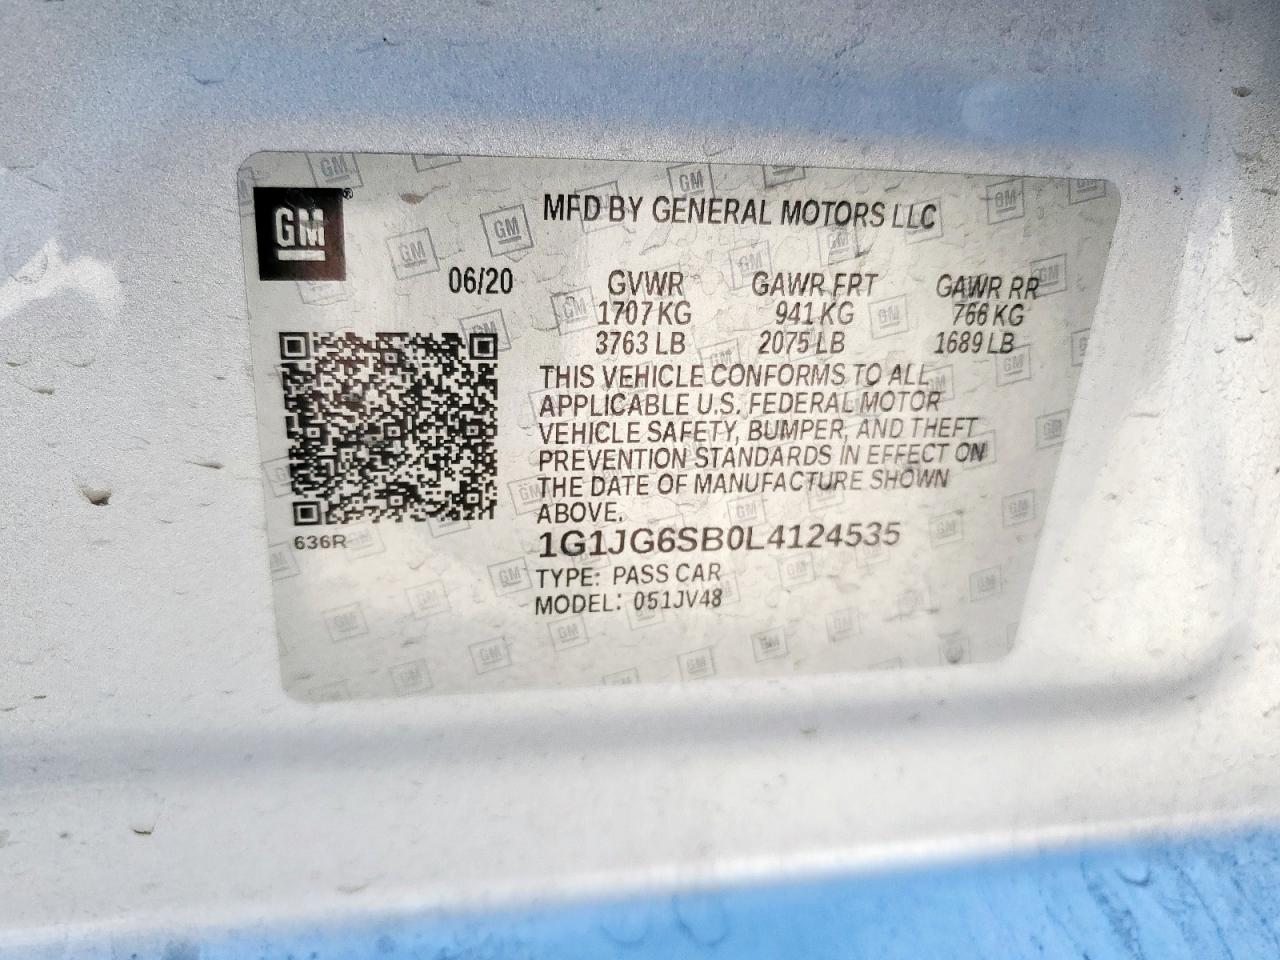 GM
MFD BY GENERAL MOTORS LLC
06/20
GVWR GAWR FRT GAWR RR
1707 KG 941 KG 766 KG
3763 LB 2075 LB 1689 LB
THIS VEHICLE CONFORMS TO ALL
APPLICABLE U.S. FEDERAL MOTOR
VEHICLE SAFETY, BUMPER, AND THEFT
PREVENTION STANDARDS IN EFFECT ON
THE DATE OF MANUFACTURE SHOWN
ABOVE.
636R
1G1JG6SB0L4124535
TYPE: PASS CAR
MODEL: 051JV48